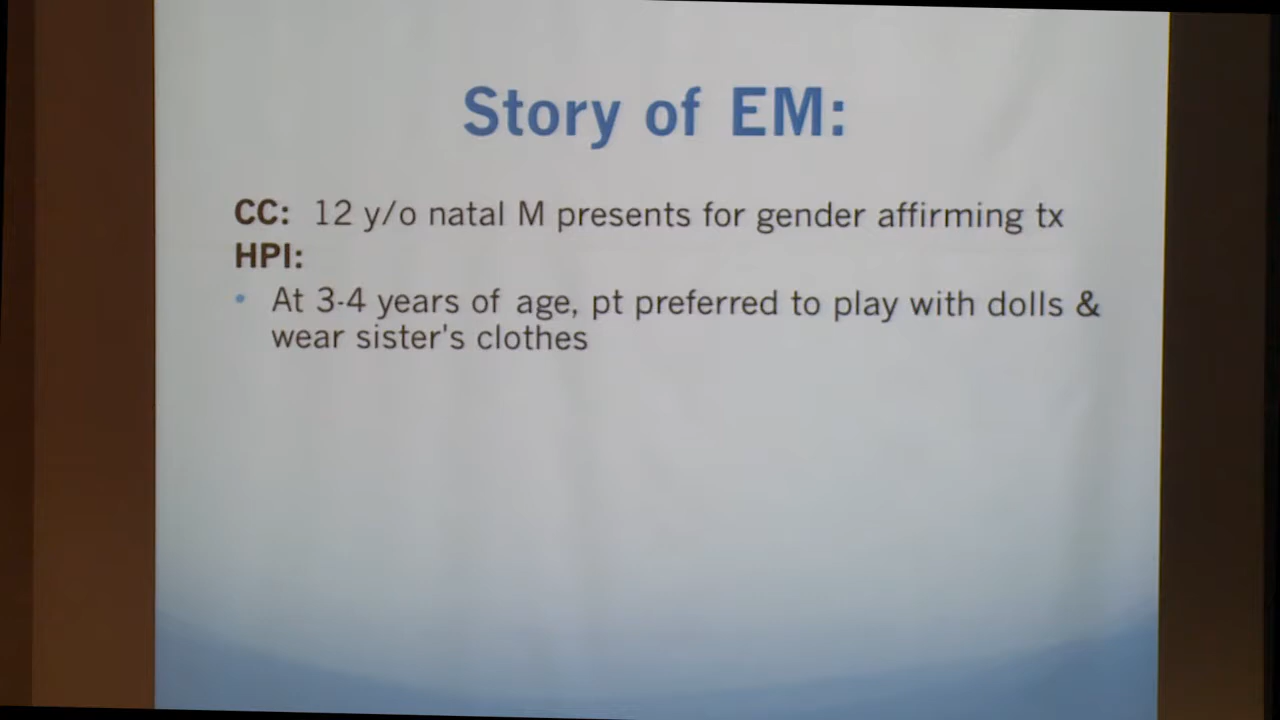 Story of EM:
CC: 12 y/o natal M presents for gender affirming tx
HPI:
• At 3-4 years of age, pt preferred to play with dolls &
wear sister's clothes